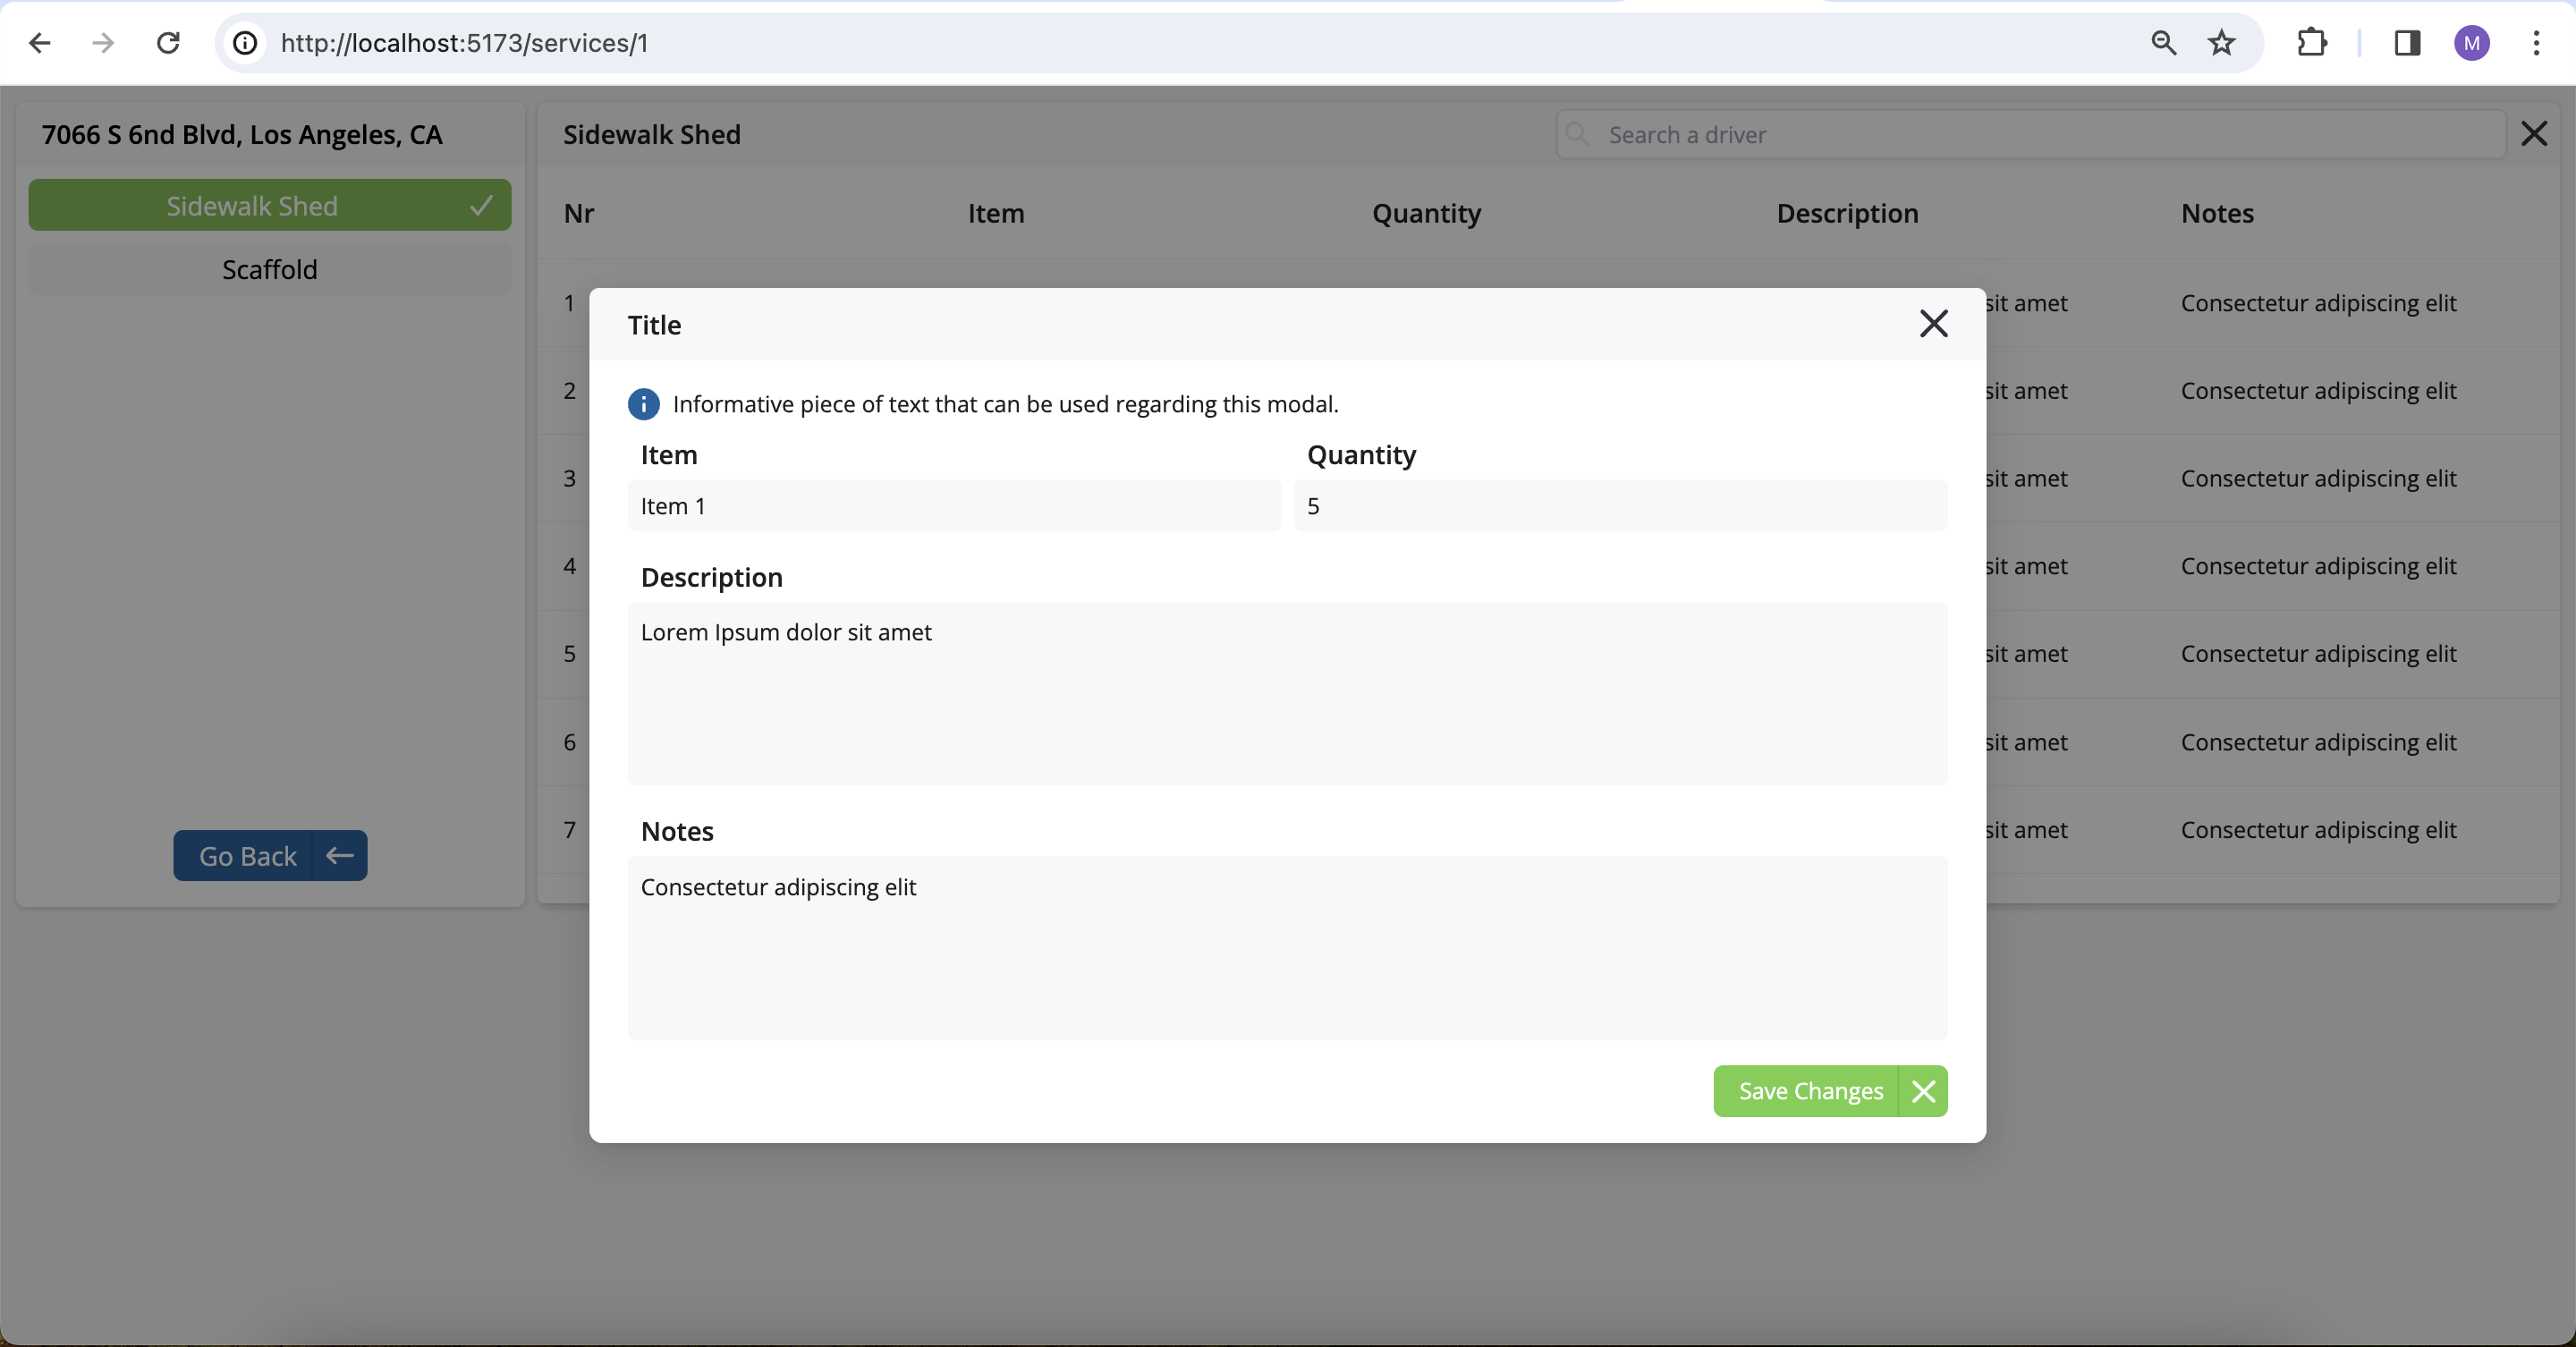 http://localhost:5173/services/1
M
7066 S 6nd Blvd, Los Angeles, CA
Sidewalk Shed
Scaffold
Go Back
Sidewalk Shed
Search a driver
Nr Item Quantity Description Notes
1 sit amet Consectetur adipiscing elit
2 sit amet Consectetur adipiscing elit
3 sit amet Consectetur adipiscing elit
4 sit amet Consectetur adipiscing elit
5 sit amet Consectetur adipiscing elit
6 sit amet Consectetur adipiscing elit
7 sit amet Consectetur adipiscing elit
Title
Informative piece of text that can be used regarding this modal.
Item Quantity
Item 1 5
Description
Lorem Ipsum dolor sit amet
Notes
Consectetur adipiscing elit
Save Changes